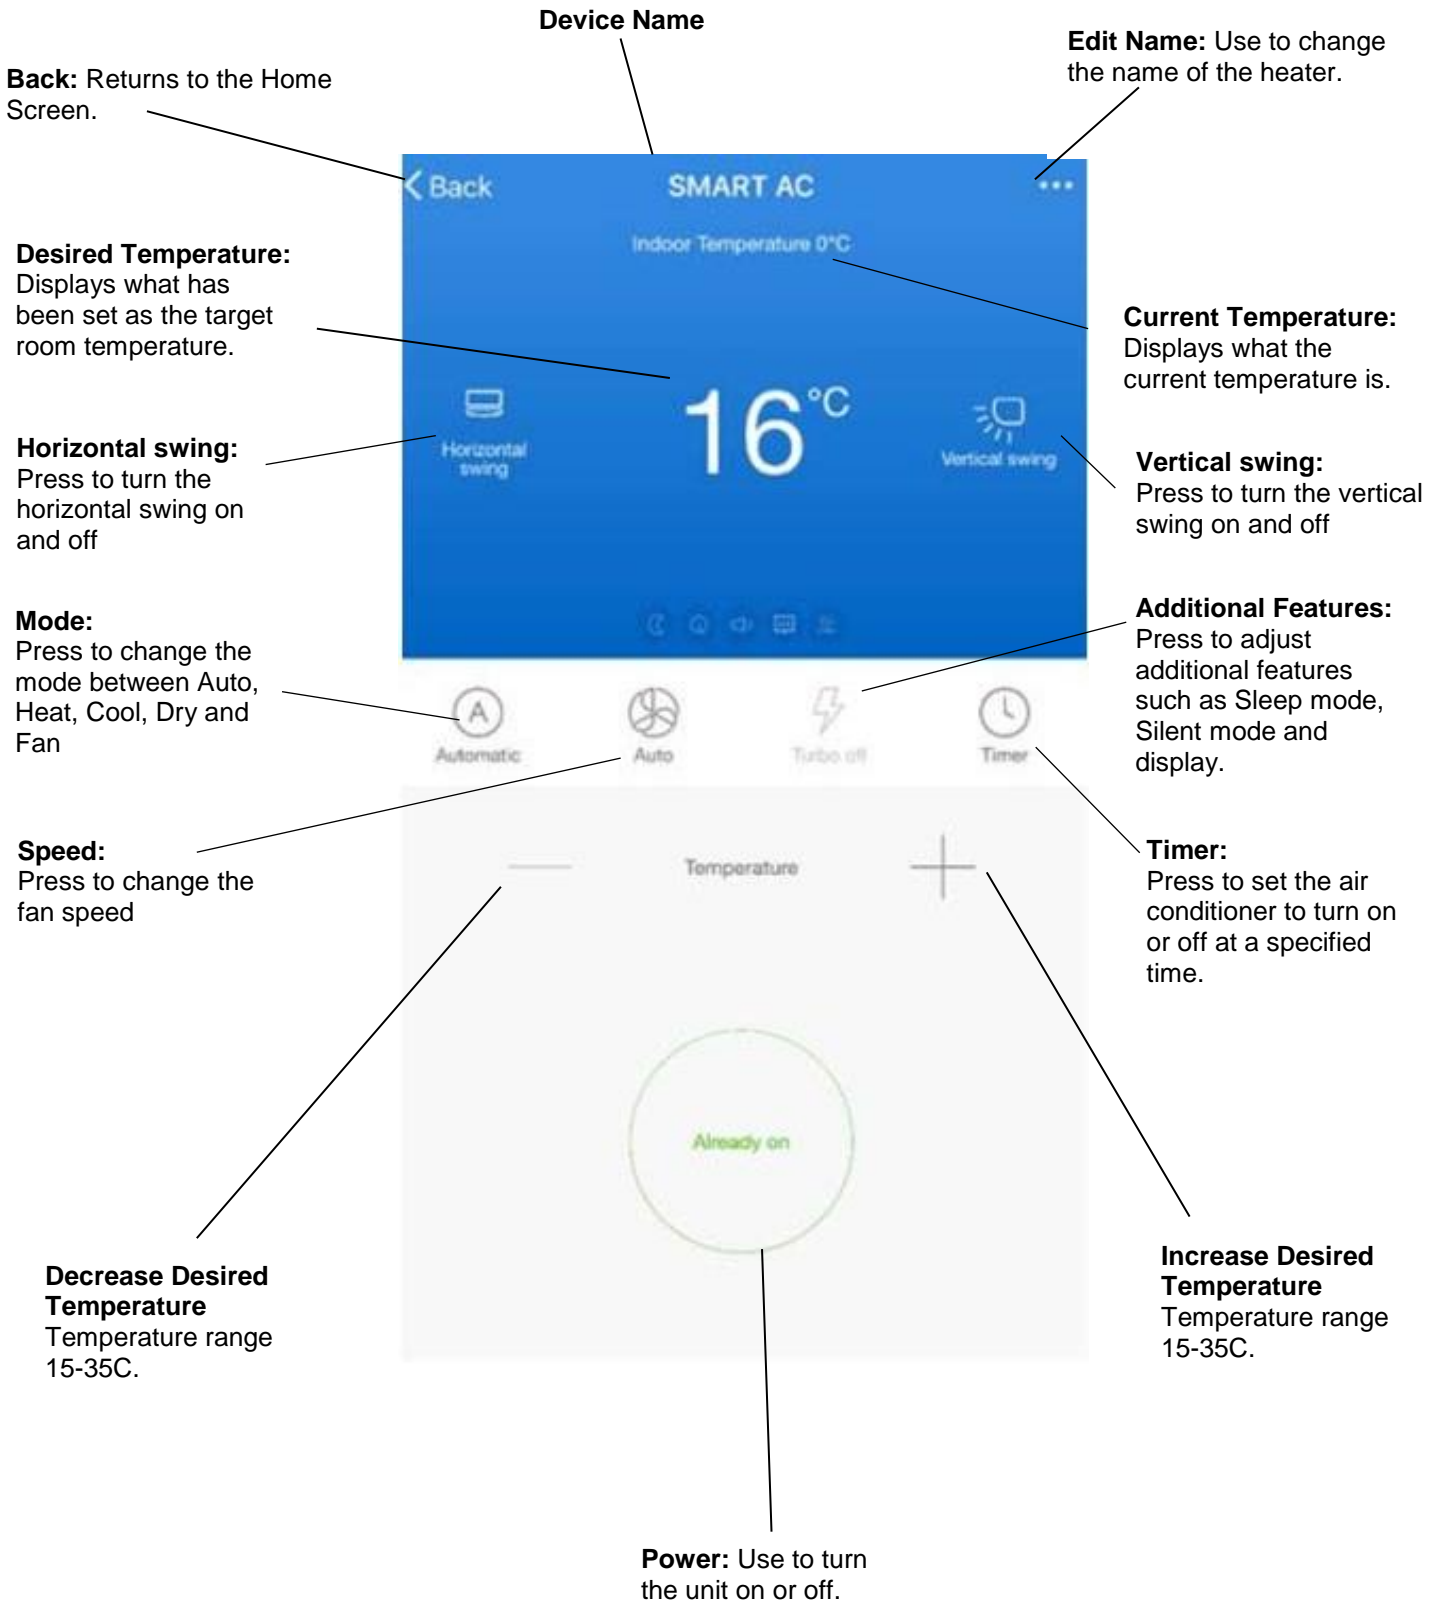 Device Name
Edit Name: Use to change
the name of the heater.
Back: Returns to the Home
Screen.
Back
SMART AC
Indoor Temperature 0°C
Desired Temperature:
Displays what has
been set as the target
room temperature.
Current Temperature:
Displays what the
current temperature is.
16°C
Horizontal
swing
Vertical swing
Horizontal swing:
Press to turn the
horizontal swing on
and off
Vertical swing:
Press to turn the vertical
swing on and off
Mode:
Press to change the
mode between Auto,
Heat, Cool, Dry and
Fan
Additional Features:
Press to adjust
additional features
such as Sleep mode,
Silent mode and
display.
A
Automatic
Auto
Turbo off
Timer
Speed:
Press to change the
fan speed
Temperature
Timer:
Press to set the air
conditioner to turn on
or off at a specified
time.
Already on
Decrease Desired
Temperature
Temperature range
15-35C.
Increase Desired
Temperature
Temperature range
15-35C.
Power: Use to turn
the unit on or off.